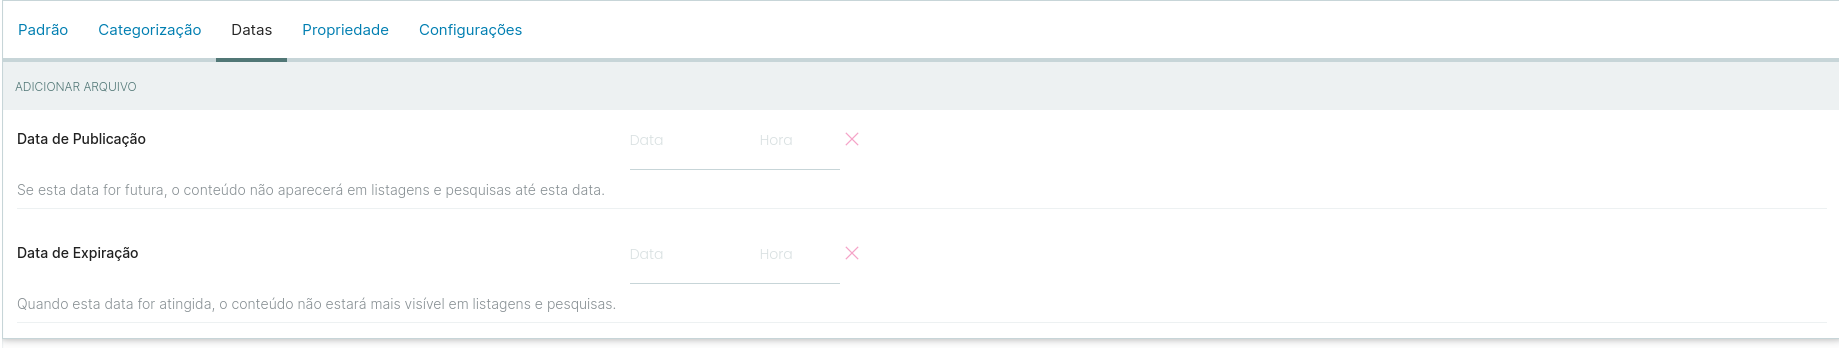 Padrão Categorização Datas Propriedade Configurações
ADICIONAR ARQUIVO
Data de Publicação Data Hora
Se esta data for futura, o conteúdo não aparecerá em listagens e pesquisas até esta data.
Data de Expiração Data Hora
Quando esta data for atingida, o conteúdo não estará mais visível em listagens e pesquisas.